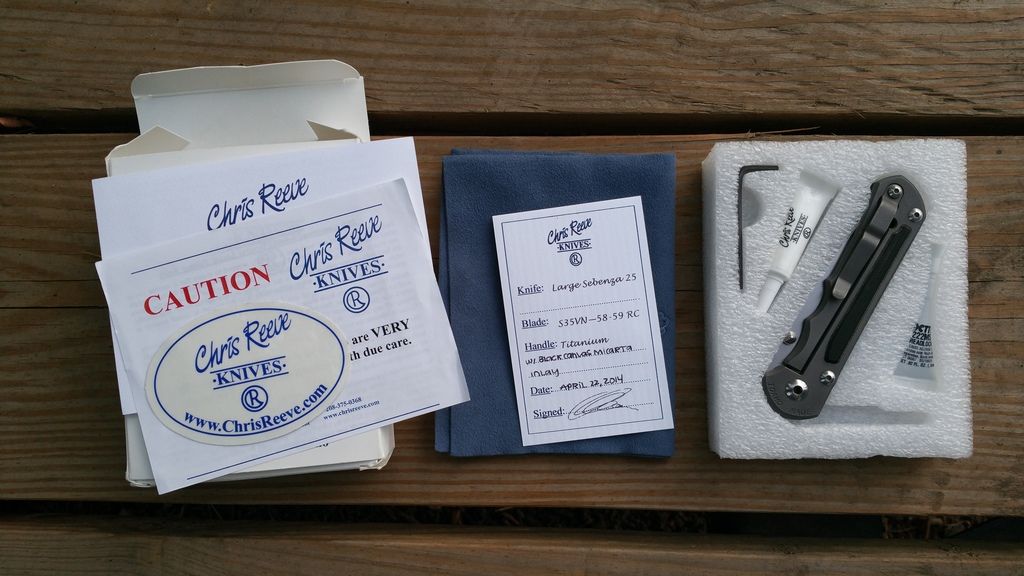 Chris Reeve
CAUTION
Chris Reeve
·KNIVES·
®
are VERY
h due care.
Chris Reeve
·KNIVES·
®
www.ChrisReeve.com
208-375-0368
www.chrisreeve.com
Chris Reeve
·KNIVES·
®
Knife: Large Sebenza 25
Blade: S35VN-58-59 RC
Handle: Titanium
W/ BLACK CANVAS MICARTA
INLAY
Date: APRIL 22, 2014
Signed:
Chris Reeve
KNIVES
®